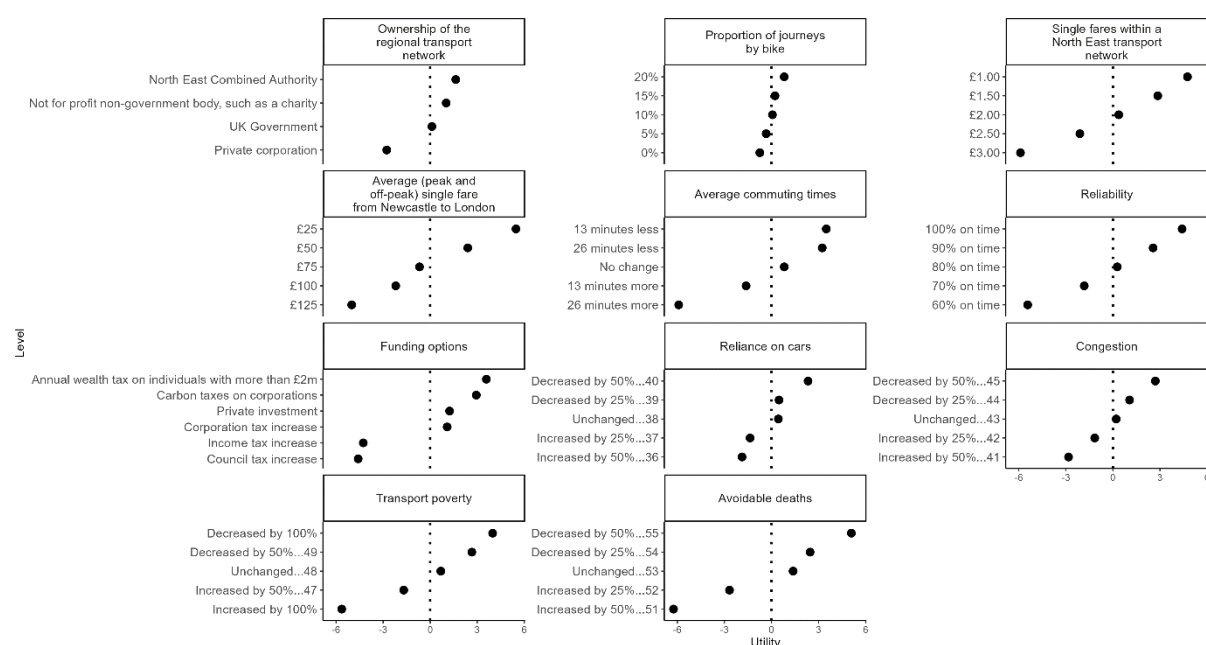 Ownership of the
regional transport
network
North East Combined Authority
Not for profit non-government body, such as a charity
UK Government
Private corporation
Proportion of journeys
by bike
20%
15%
10%
5%
0%
Single fares within a
North East transport
network
£1.00
£1.50
£2.00
£2.50
£3.00
Average (peak and
off-peak) single fare
from Newcastle to London
£25
£50
£75
£100
£125
Average commuting times
13 minutes less
26 minutes less
No change
13 minutes more
26 minutes more
Reliability
100% on time
90% on time
80% on time
70% on time
60% on time
Level
Funding options
Annual wealth tax on individuals with more than £2m
Carbon taxes on corporations
Private investment
Corporation tax increase
Income tax increase
Council tax increase
Reliance on cars
Decreased by 50%...40
Decreased by 25%...39
Unchanged...38
Increased by 25%...37
Increased by 50%...36
Congestion
Decreased by 50%...45
Decreased by 25%...44
Unchanged...43
Increased by 25%...42
Increased by 50%...41
-6 -3 0 3 6
Transport poverty
Decreased by 100%
Decreased by 50%...49
Unchanged...48
Increased by 50%...47
Increased by 100%
-6 -3 0 3 6
Avoidable deaths
Decreased by 50%...55
Decreased by 25%...54
Unchanged...53
Increased by 25%...52
Increased by 50%...51
-6 -3 0 3 6
Utility